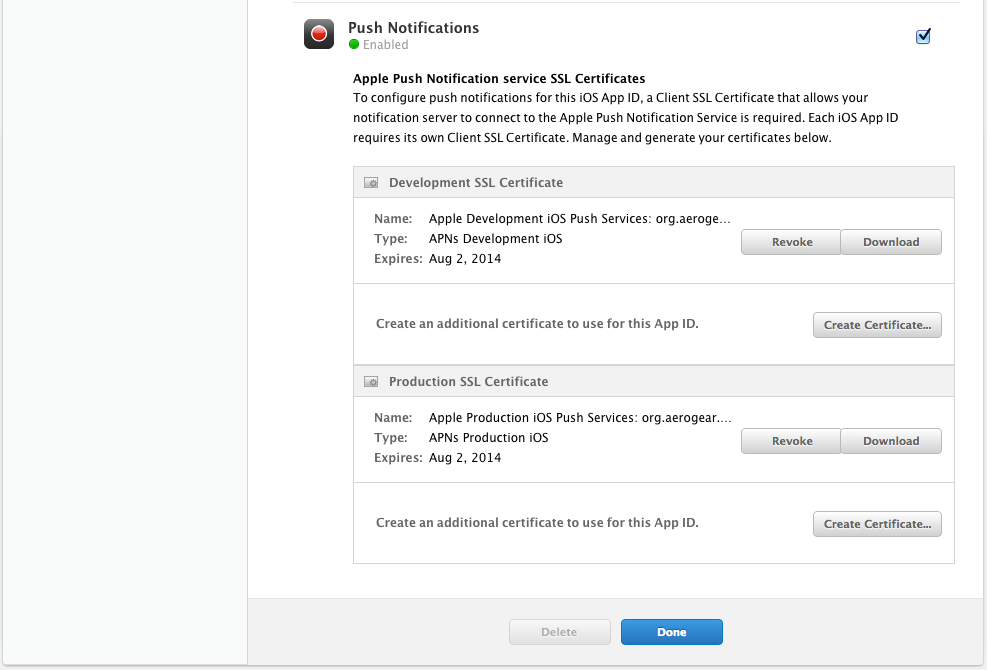 Push Notifications
Enabled
Apple Push Notification service SSL Certificates
To configure push notifications for this iOS App ID, a Client SSL Certificate that allows your
notification server to connect to the Apple Push Notification Service is required. Each iOS App ID
requires its own Client SSL Certificate. Manage and generate your certificates below.
Development SSL Certificate
Name: Apple Development iOS Push Services: org.aeroge...
Type: APNs Development iOS
Expires: Aug 2, 2014
Revoke Download
Create an additional certificate to use for this App ID.
Create Certificate...
Production SSL Certificate
Name: Apple Production iOS Push Services: org.aerogear....
Type: APNs Production iOS
Expires: Aug 2, 2014
Revoke Download
Create an additional certificate to use for this App ID.
Create Certificate...
Delete Done